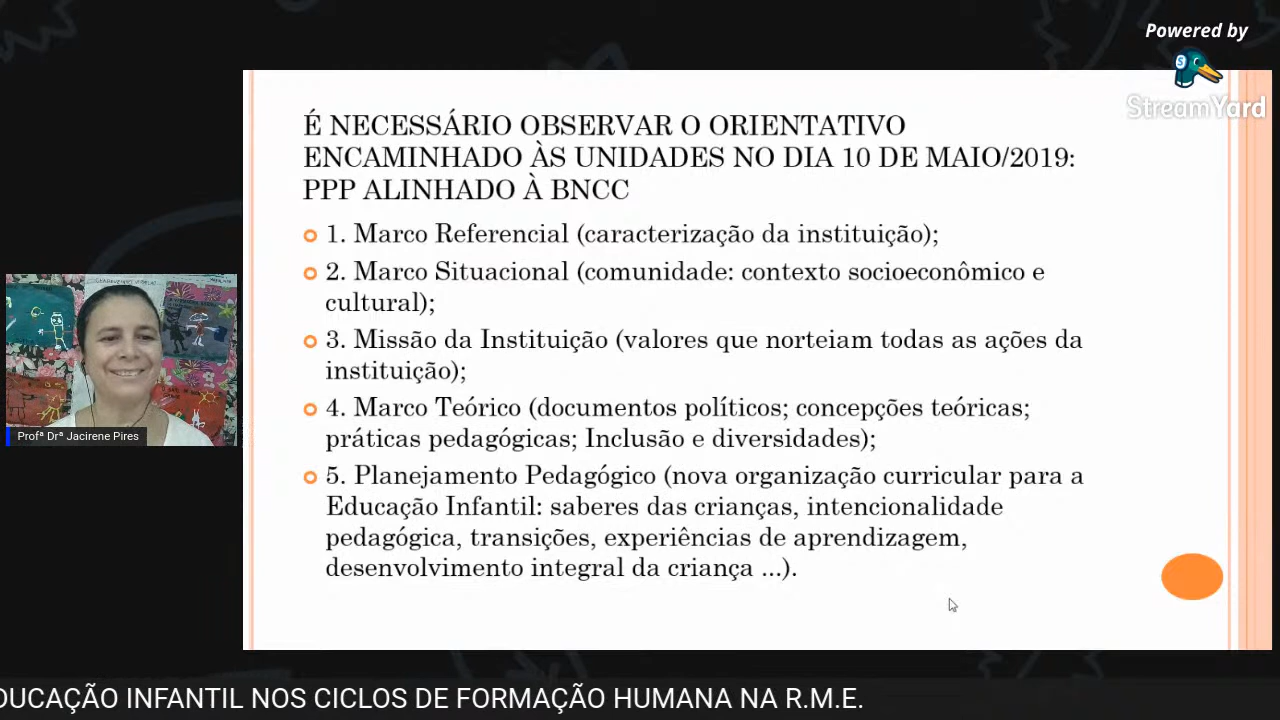 Powered by
StreamYard
É NECESSÁRIO OBSERVAR O ORIENTATIVO
ENCAMINHADO ÀS UNIDADES NO DIA 10 DE MAIO/2019:
PPP ALINHADO À BNCC
1. Marco Referencial (caracterização da instituição);
2. Marco Situacional (comunidade: contexto socioeconômico e
cultural);
3. Missão da Instituição (valores que norteiam todas as ações da
instituição);
4. Marco Teórico (documentos políticos; concepções teóricas;
práticas pedagógicas; Inclusão e diversidades);
5. Planejamento Pedagógico (nova organização curricular para a
Educação Infantil: saberes das crianças, intencionalidade
pedagógica, transições, experiências de aprendizagem,
desenvolvimento integral da criança ...).
Profª Drª Jacirene Pires
DUCAÇÃO INFANTIL NOS CICLOS DE FORMAÇÃO HUMANA NA R.M.E.